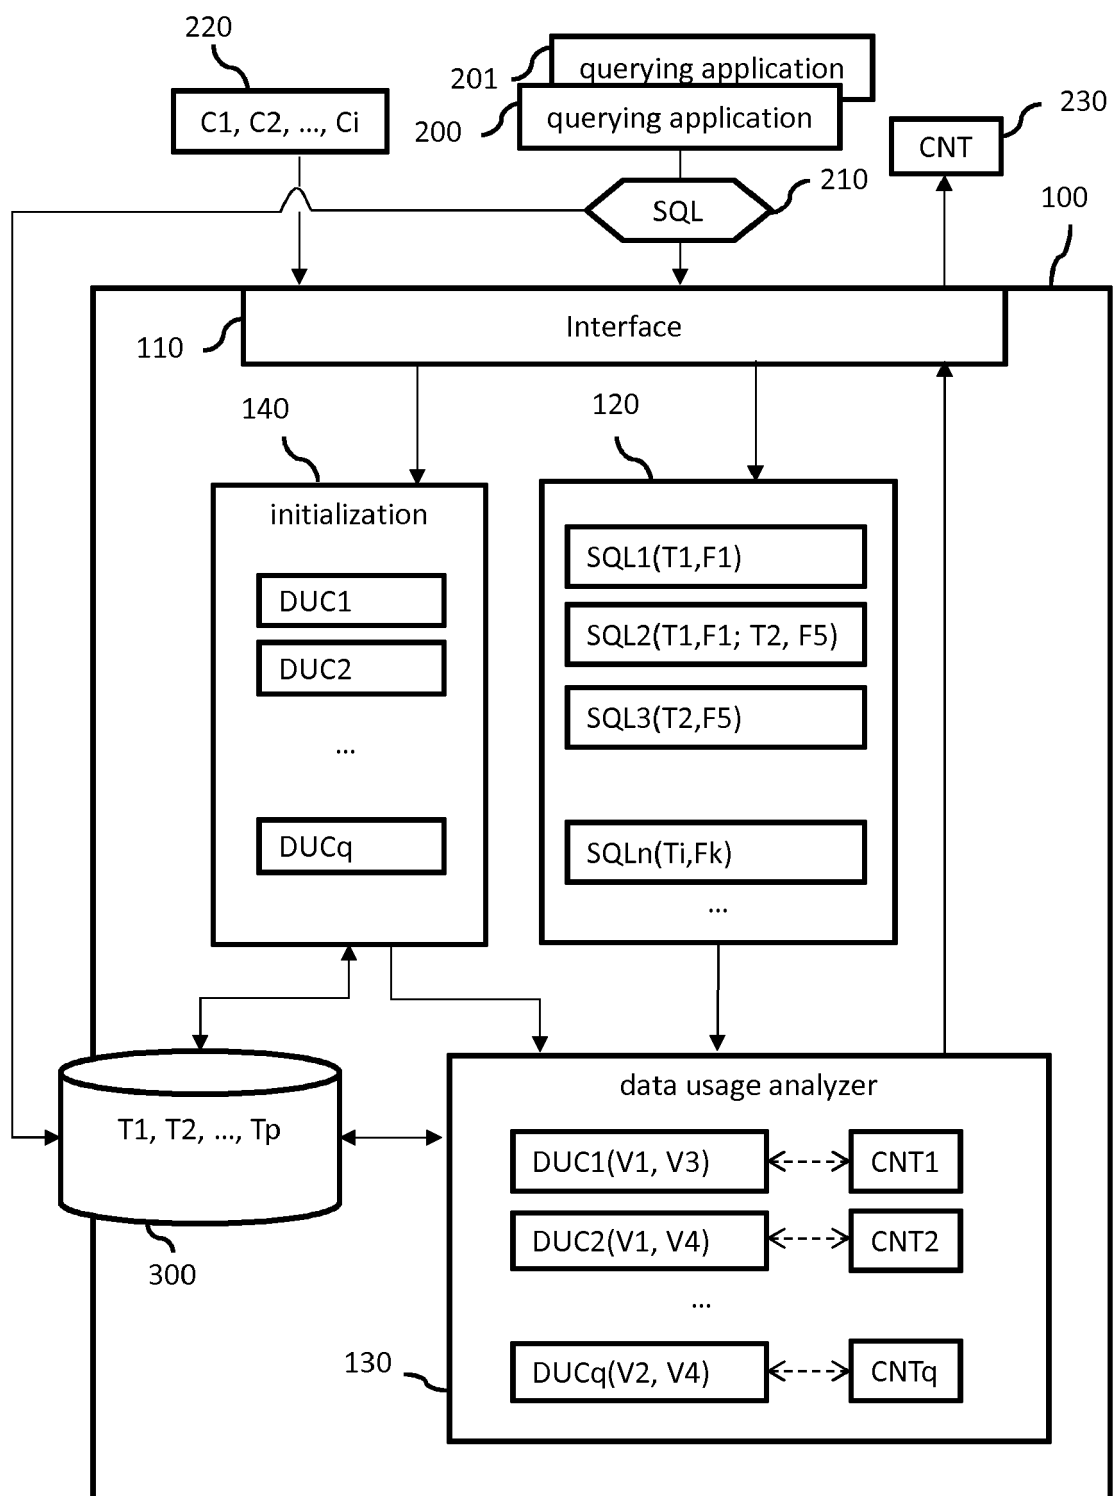 220
201
querying application
200
querying application
C1, C2, ..., Ci
230
CNT
210
SQL
100
110
Interface
140
120
initialization
DUC1
DUC2
...
DUCq
SQL1(T1,F1)
SQL2(T1,F1; T2, F5)
SQL3(T2,F5)
SQLn(Ti,Fk)
...
T1, T2, ..., Tp
300
data usage analyzer
DUC1(V1, V3)
CNT1
DUC2(V1, V4)
CNT2
...
130
DUCq(V2, V4)
CNTq